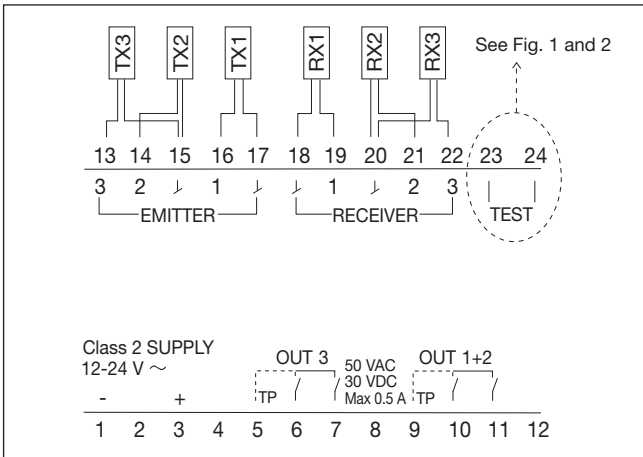 TX3 TX2 TX1 RX1 RX2 RX3
See Fig. 1 and 2
13 14 15 16 17 18 19 20 21 22 23 24
3 2 1 1 2 3
EMITTER RECEIVER TEST
Class 2 SUPPLY
12-24 V ~
OUT 3
50 VAC
30 VDC
Max 0.5 A
OUT 1+2
- + TP TP
1 2 3 4 5 6 7 8 9 10 11 12